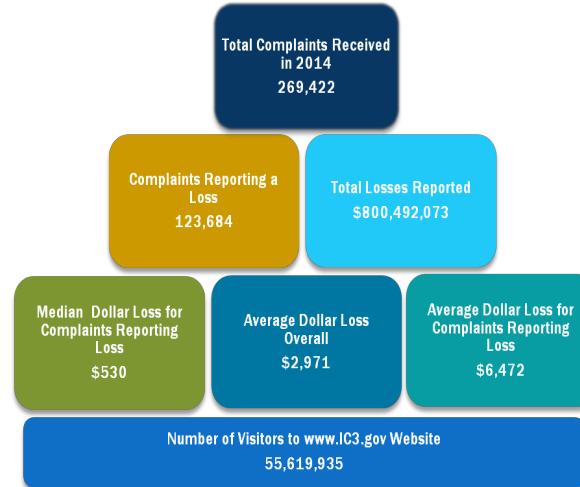 Total Complaints Received
in 2014
269,422
Complaints Reporting a
Loss
123,684
Total Losses Reported
$800,492,073
Median Dollar Loss for
Complaints Reporting
Loss
$530
Average Dollar Loss
Overall
$2,971
Average Dollar Loss for
Complaints Reporting
Loss
$6,472
Number of Visitors to www.IC3.gov Website
55,619,935